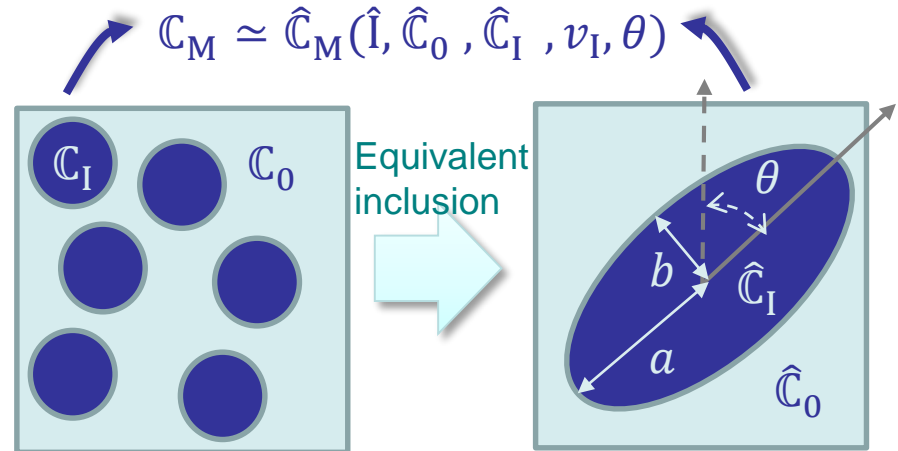 ℂ_M ≃ ℂ̂_M(Î, ℂ̂_0 , ℂ̂_I , v_I, θ)
ℂ_I
ℂ_0
Equivalent
inclusion
θ
b
ℂ̂_I
a
ℂ̂_0